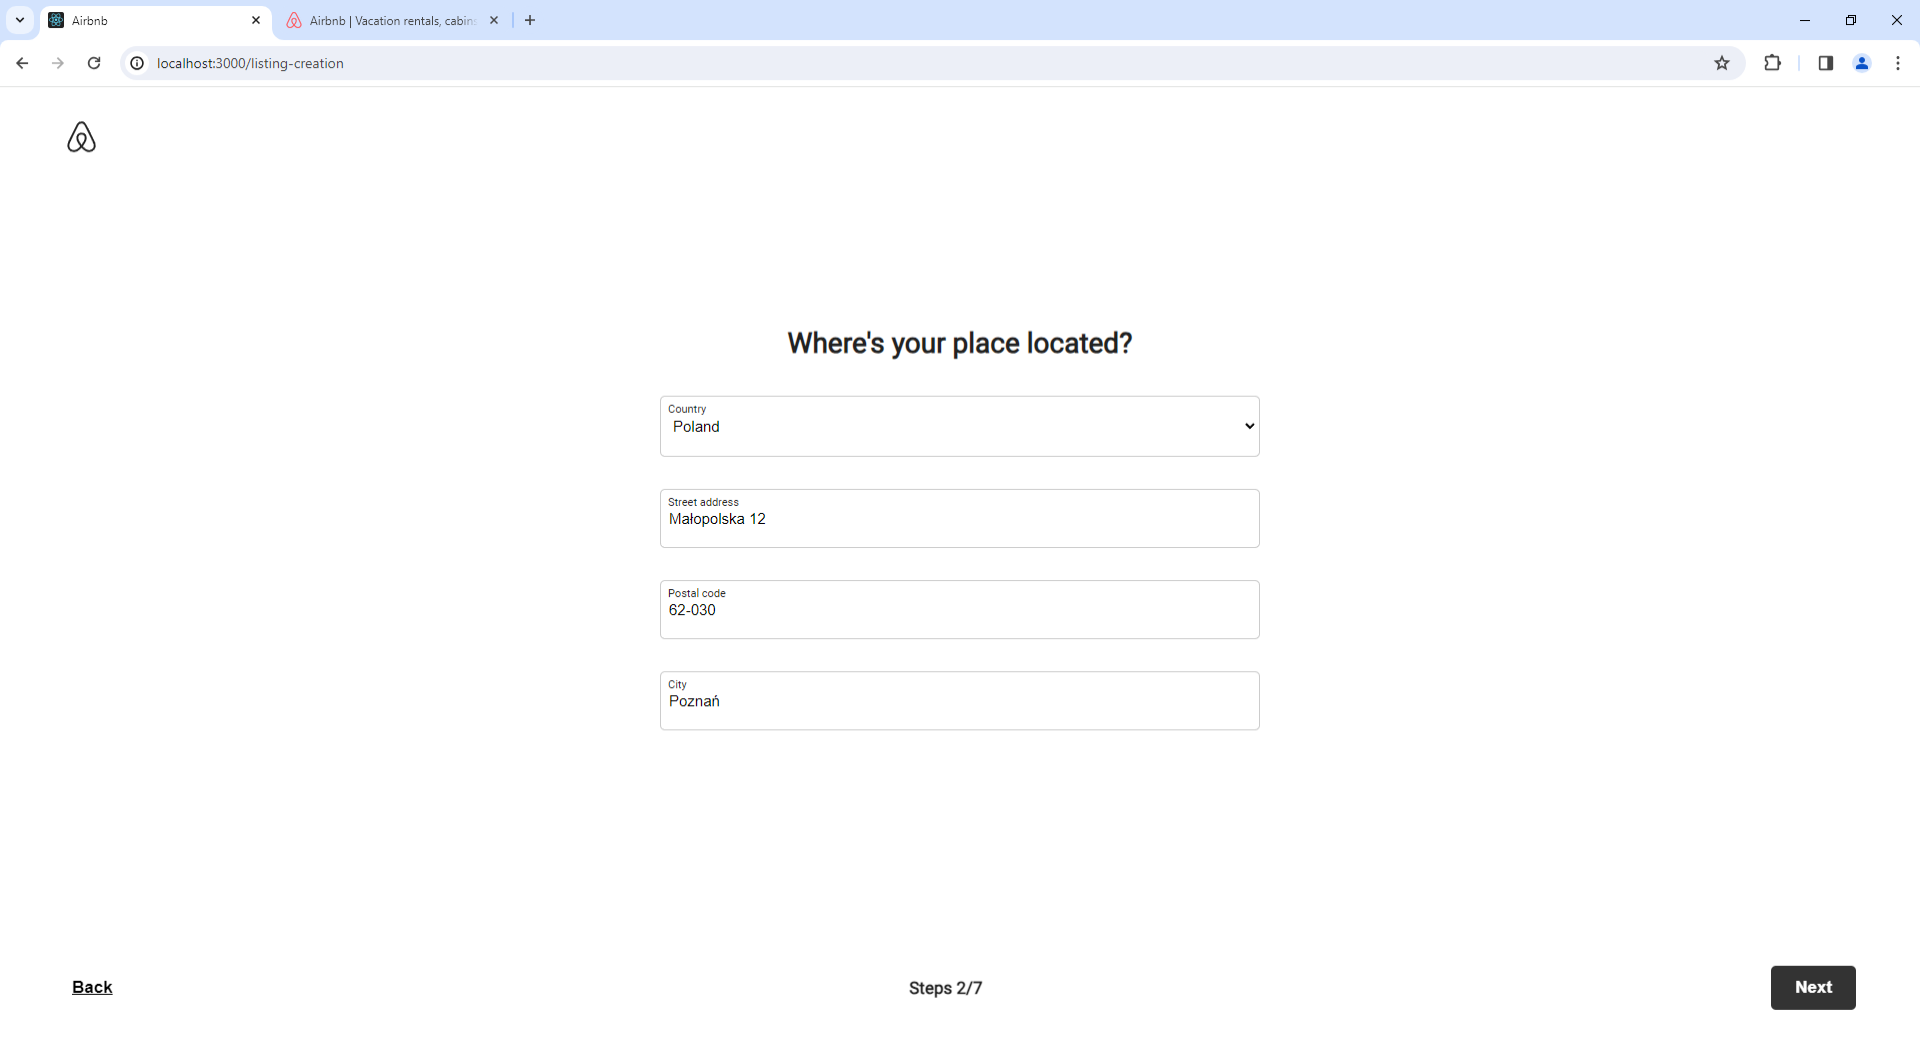 Airbnb
Airbnb | Vacation rentals, cabins
localhost:3000/listing-creation
Where's your place located?
Country
Poland
Street address
Małopolska 12
Postal code
62-030
City
Poznań
Back
Steps 2/7
Next